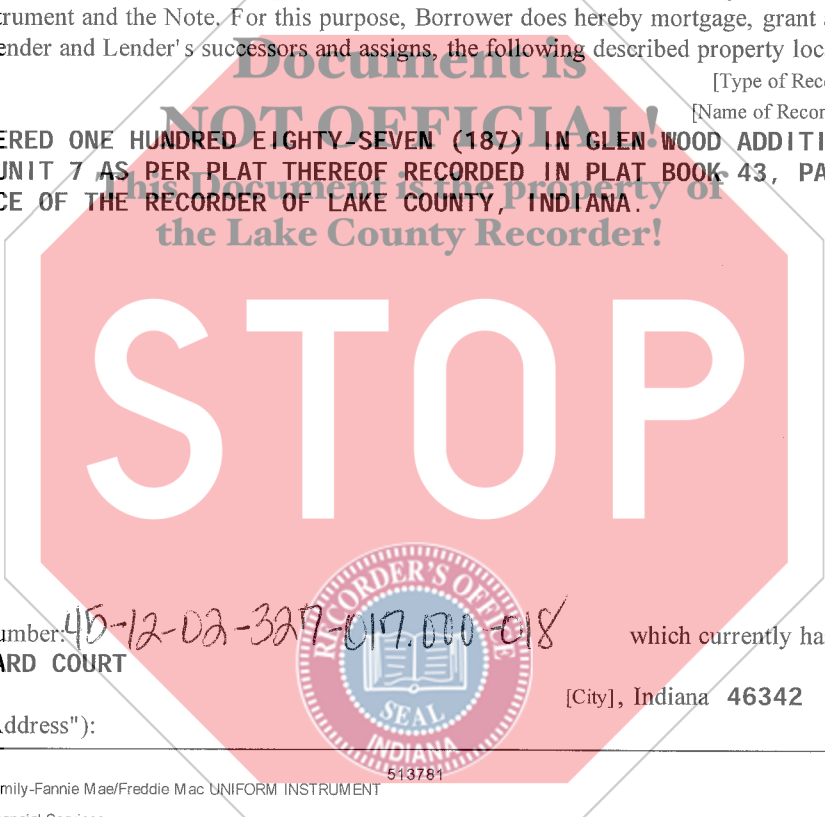 trument and the Note. For this purpose, Borrower does hereby mortgage, grant
ender and Lender's successors and assigns, the following described property loc
Document is
[Type of Reco
NOT OFFICIAL!
[Name of Recor
ERED ONE HUNDRED EIGHTY-SEVEN (187) IN GLEN WOOD ADDITI
UNIT 7 AS PER PLAT THEREOF RECORDED IN PLAT BOOK 43, PA
This Document is the property of
CE OF THE RECORDER OF LAKE COUNTY, INDIANA.
the Lake County Recorder!
STOP
RECORDER'S OFFICE
umber: 45-12-02-327-017.000-018 which currently ha
ARD COURT
SEAL
[City], Indiana 46342
ddress"):
INDIANA
513781
mily-Fannie Mae/Freddie Mac UNIFORM INSTRUMENT